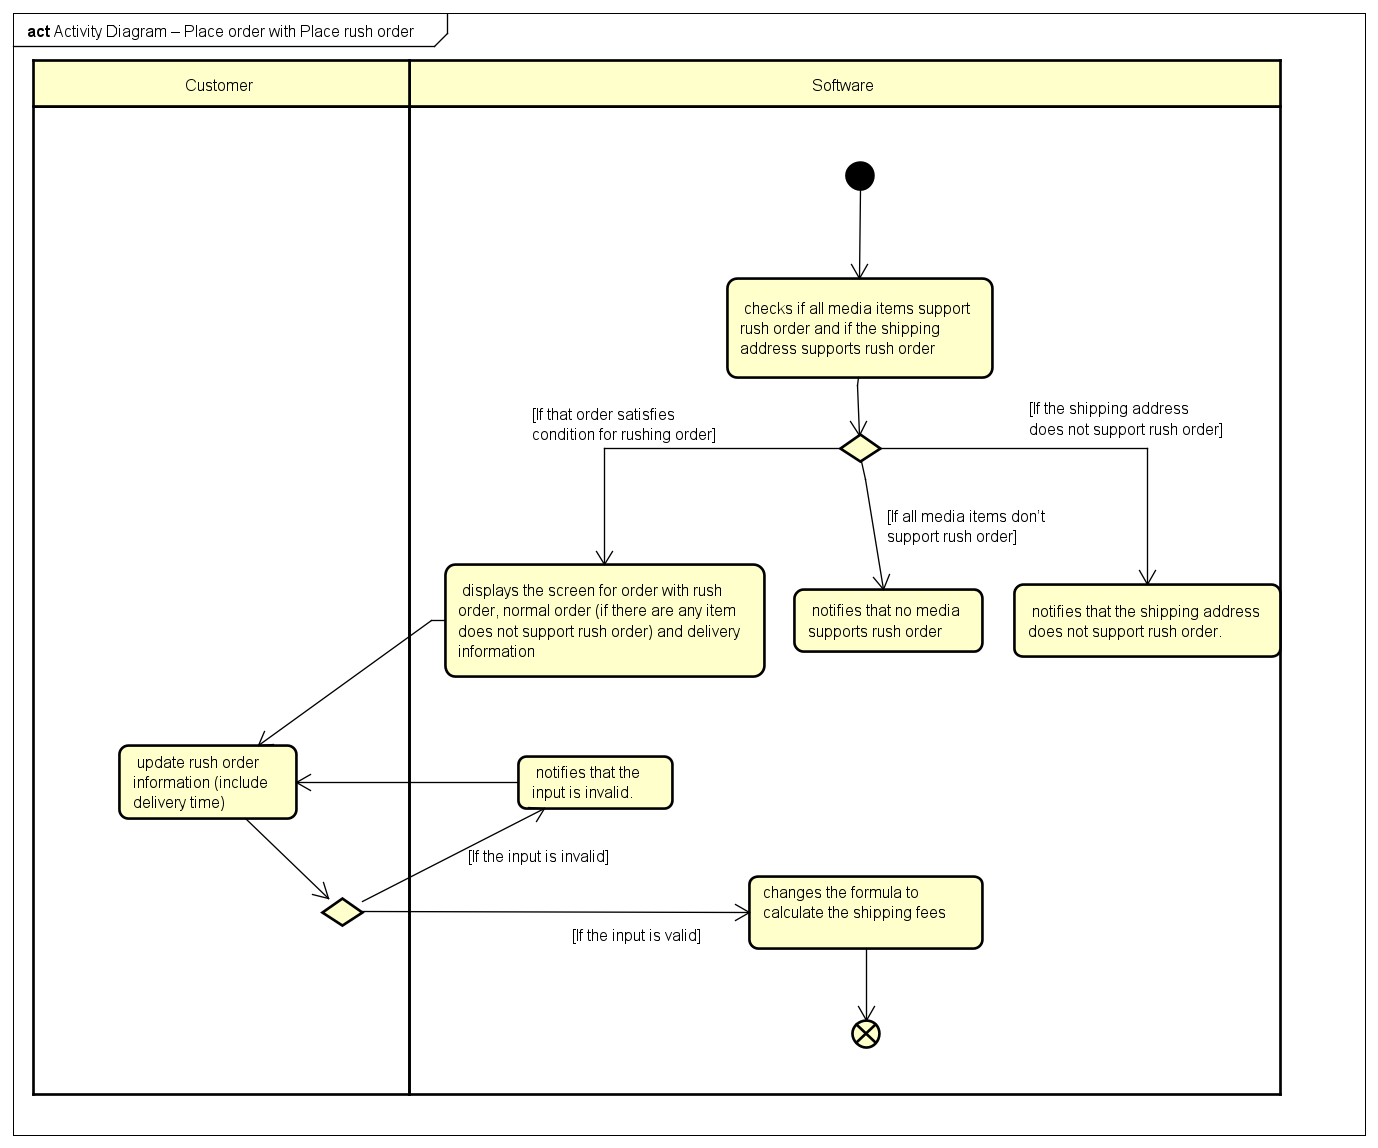 act Activity Diagram – Place order with Place rush order
Customer
Software
checks if all media items support
rush order and if the shipping
address supports rush order
[If that order satisfies
condition for rushing order]
[If the shipping address
does not support rush order]
[If all media items don't
support rush order]
displays the screen for order with rush
order, normal order (if there are any item
does not support rush order) and delivery
information
notifies that no media
supports rush order
notifies that the shipping address
does not support rush order.
update rush order
information (include
delivery time)
notifies that the
input is invalid.
[If the input is invalid]
changes the formula to
calculate the shipping fees
[If the input is valid]